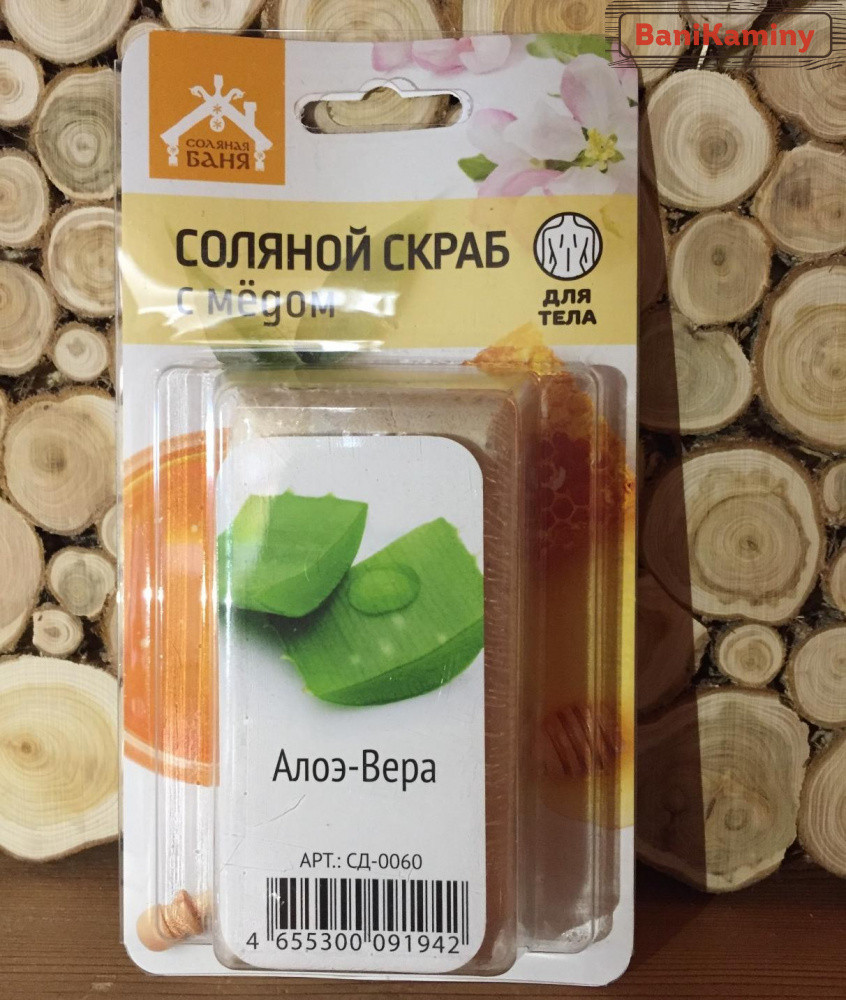 BaniKaminy
СОЛЯНАЯ
БАНЯ
СОЛЯНОЙ СКРАБ
с мёдом
ДЛЯ
ТЕЛА
Алоэ-Вера
АРТ.: СД-0060
4 655300 091942